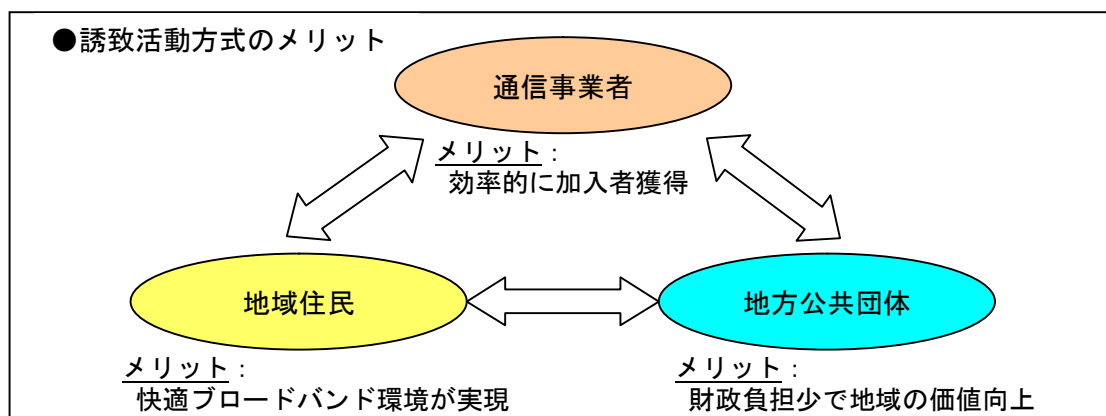 ●誘致活動方式のメリット
通信事業者
メリット：
効率的に加入者獲得
地域住民
地方公共団体
メリット：
快適ブロードバンド環境が実現
メリット：
財政負担少で地域の価値向上